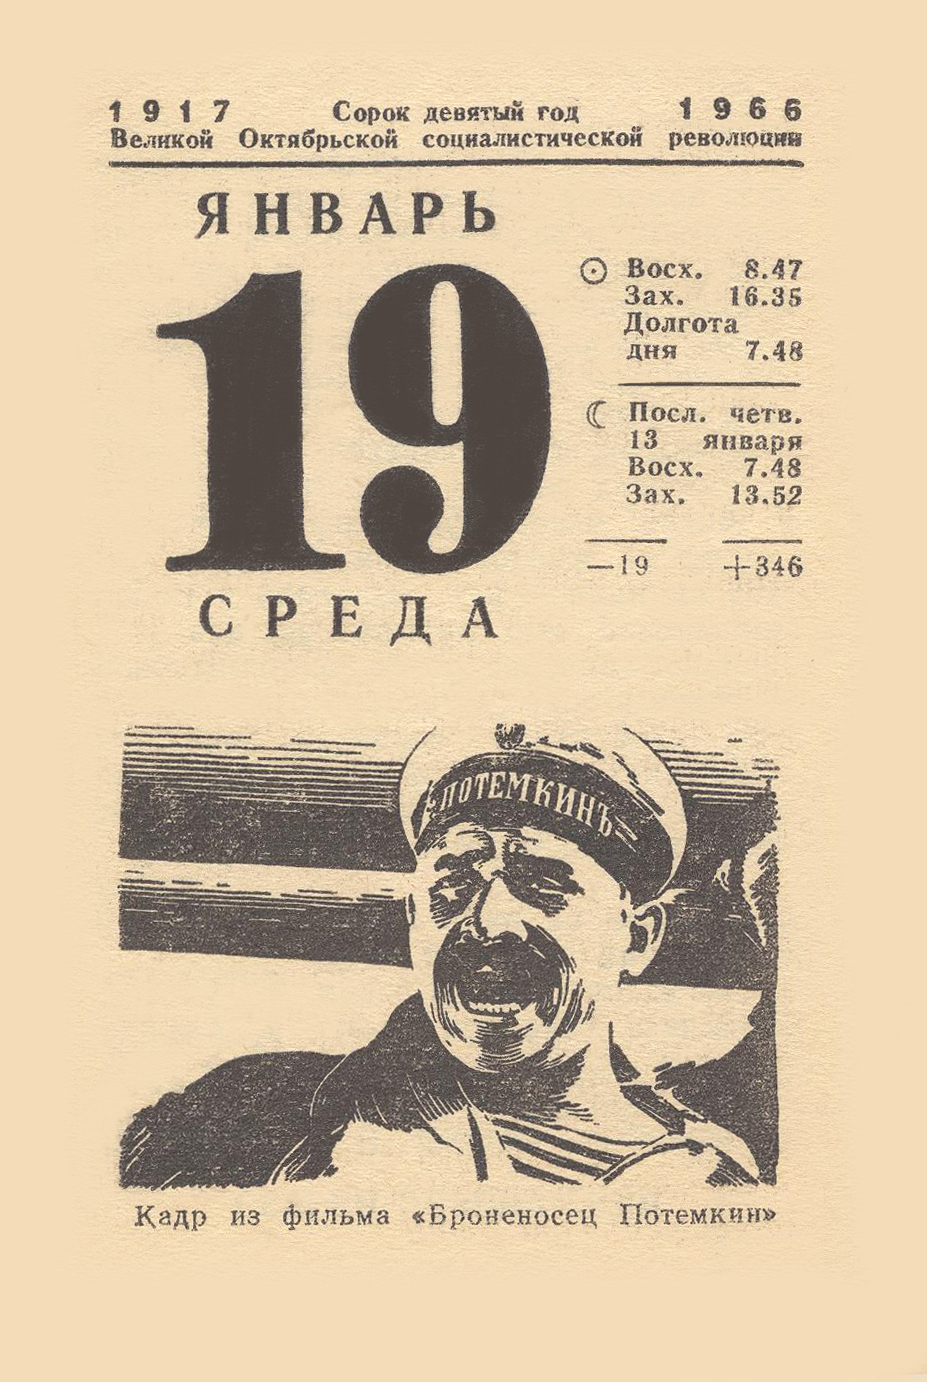 1917 Сорок девятый год 1966
Великой Октябрьской социалистической революции
ЯНВАРЬ
19
СРЕДА
Восх. 8.47
Зах. 16.35
Долгота
дня 7.48
Посл. четв.
13 января
Восх. 7.48
Зах. 13.52
—19 +346
ПОТЕМКИНЪ
Кадр из фильма «Броненосец Потемкин»